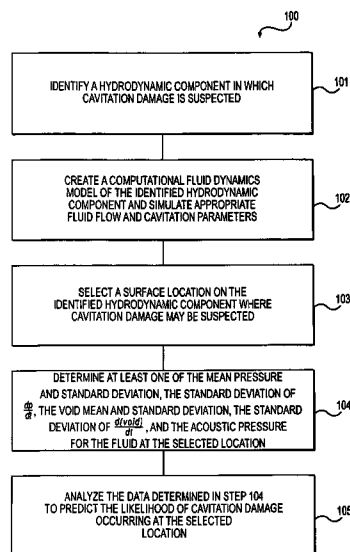 100
IDENTIFY A HYDRODYNAMIC COMPONENT IN WHICH
CAVITATION DAMAGE IS SUSPECTED
101
CREATE A COMPUTATIONAL FLUID DYNAMICS
MODEL OF THE IDENTIFIED HYDRODYNAMIC
COMPONENT AND SIMULATE APPROPRIATE
FLUID FLOW AND CAVITATION PARAMETERS
102
SELECT A SURFACE LOCATION ON THE
IDENTIFIED HYDRODYNAMIC COMPONENT WHERE
CAVITATION DAMAGE MAY BE SUSPECTED
103
DETERMINE AT LEAST ONE OF THE MEAN PRESSURE
AND STANDARD DEVIATION, THE STANDARD DEVIATION OF
, THE VOID MEAN AND STANDARD DEVIATION, THE STANDARD
DEVIATION OF d(void)/dt, AND THE ACOUSTIC PRESSURE
FOR THE FLUID AT THE SELECTED LOCATION
104
ANALYZE THE DATA DETERMINED IN STEP 104
TO PREDICT THE LIKELIHOOD OF CAVITATION DAMAGE
OCCURRING AT THE SELECTED
LOCATION
105